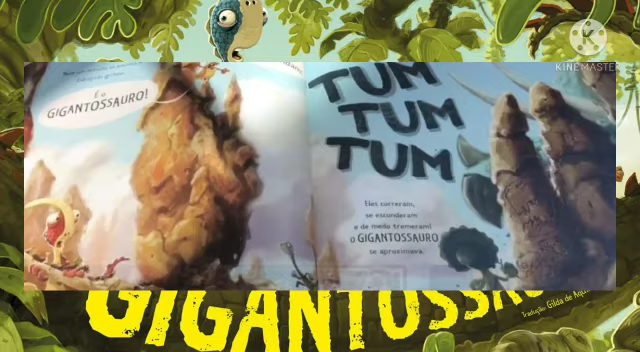 KINEMASTER
É o
GIGANTOSSAURO!
TUM
TUM
TUM
Eles correram,
se esconderam
e de medo tremeram!
O GIGANTOSSAURO
se aproximara.
GIGANTOSSAU
Tradução Gilda de Aqu